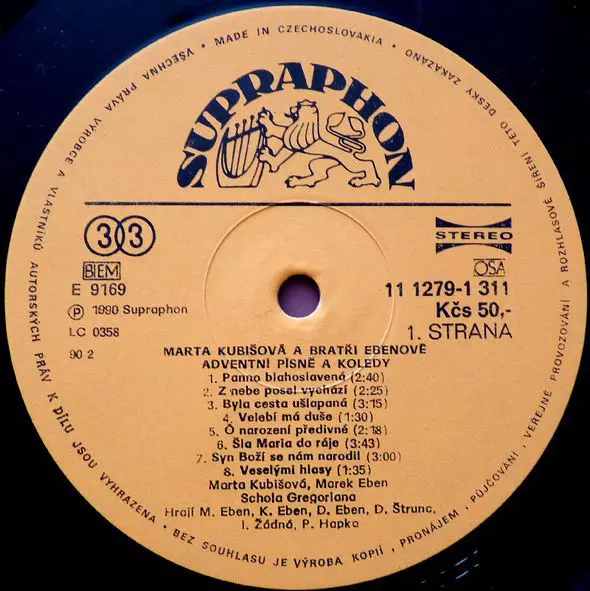 VŠECHNA PRÁVA VÝROBCE A VLASTNÍKŮ AUTORSKÝCH PRÁV K DÍLU JSOU VYHRAZENA • BEZ SOUHLASU JE VÝROBA KOPIÍ, PRONÁJEM, PŮJČOVÁNÍ, VEŘEJNÉ PROVOZOVÁNÍ A ROZHLASOVÉ ŠÍŘENÍ TÉTO DESKY ZAKÁZÁNO • MADE IN CZECHOSLOVAKIA •
SUPRAPHON
33
STEREO
BIEM
OSA
E 9169
11 1279-1 311
Ⓟ 1990 Supraphon
Kčs 50,-
LC 0358
1. STRANA
90 2
MARTA KUBIŠOVÁ A BRATŘI EBENOVÉ
ADVENTNÍ PÍSNĚ A KOLEDY
1. Panno blahoslavená (2:40)
2. Z nebe posel vychází (2:25)
3. Byla cesta ušlapaná (3:15)
4. Velebí má duše (1:30)
5. Ó narození předivné (2:18)
6. Šla Maria do ráje (3:43)
7. Syn Boží se nám narodil (3:00)
8. Veselými hlasy (1:35)
Marta Kubišová, Marek Eben
Schola Gregoriana
Hrají M. Eben, K. Eben, D. Eben, D. Štrunc,
I. Žádná, P. Hapka